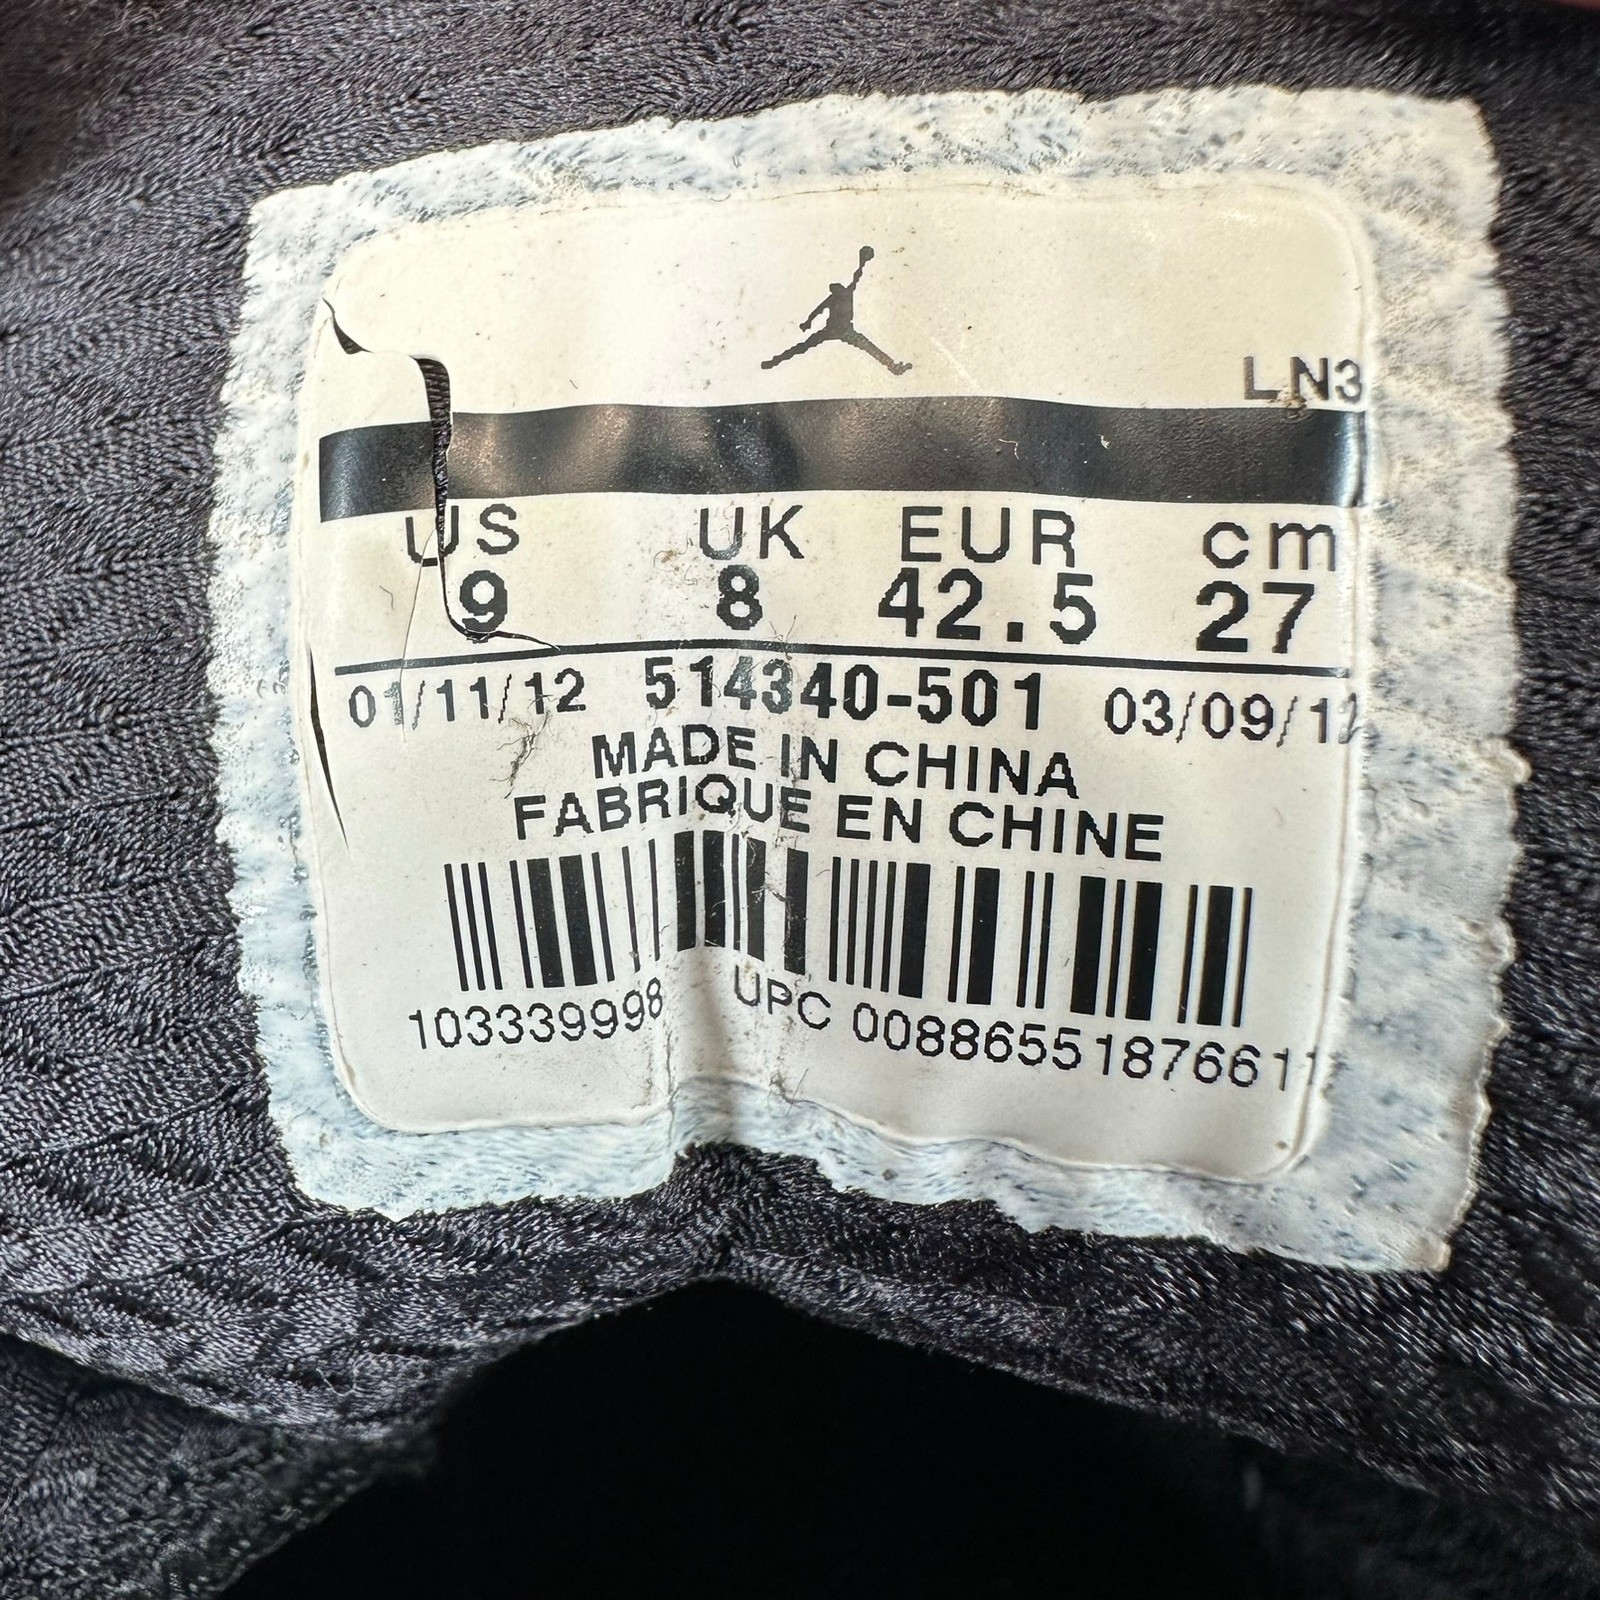 LN3
US UK EUR cm
9 8 42.5 27
01/11/12 514340-501 03/09/12
MADE IN CHINA
FABRIQUE EN CHINE
103339998 UPC 00886551876611